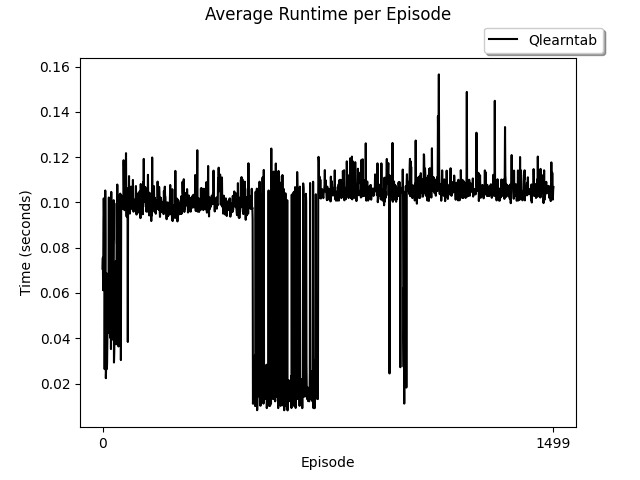 Average Runtime per Episode
Qlearntab
0.16
0.14
0.12
0.10
0.08
0.06
0.04
0.02
Time (seconds)
0
1499
Episode